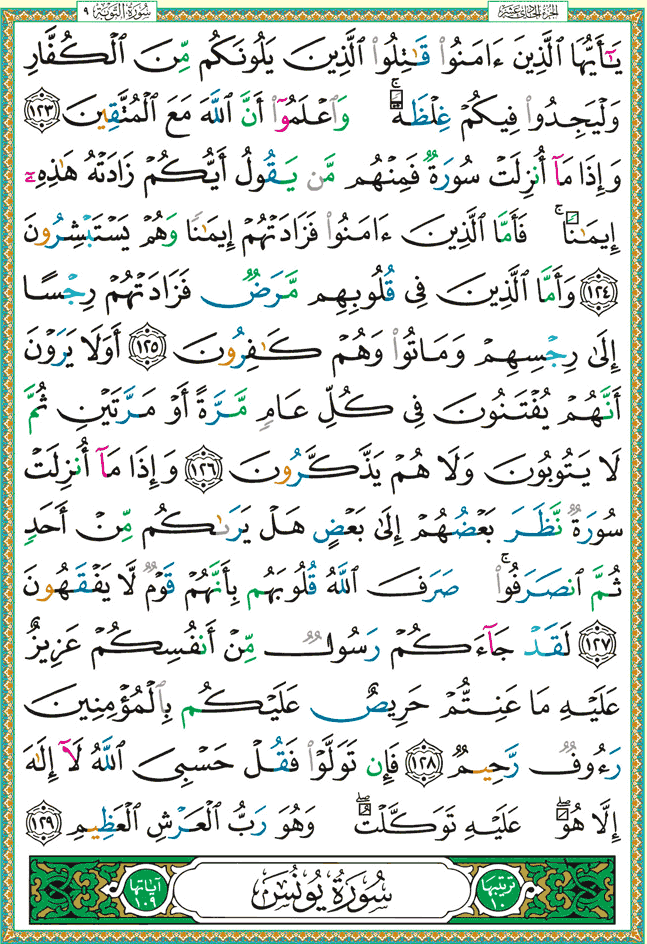 الجزء الحادي عشر
سورة التوبة ٩
يَـٰٓأَيُّهَا ٱلَّذِينَ ءَامَنُوا۟ قَـٰتِلُوا۟ ٱلَّذِينَ يَلُونَكُم مِّنَ ٱلْكُفَّارِ
وَلْيَجِدُوا۟ فِيكُمْ غِلْظَةً ۚ وَٱعْلَمُوٓا۟ أَنَّ ٱللَّهَ مَعَ ٱلْمُتَّقِينَ ١٢٣
وَإِذَا مَآ أُنزِلَتْ سُورَةٌ فَمِنْهُم مَّن يَقُولُ أَيُّكُمْ زَادَتْهُ هَـٰذِهِۦٓ
إِيمَـٰنًا ۚ فَأَمَّا ٱلَّذِينَ ءَامَنُوا۟ فَزَادَتْهُمْ إِيمَـٰنًا وَهُمْ يَسْتَبْشِرُونَ
١٢٤ وَأَمَّا ٱلَّذِينَ فِى قُلُوبِهِم مَّرَضٌ فَزَادَتْهُمْ رِجْسًا
إِلَىٰ رِجْسِهِمْ وَمَاتُوا۟ وَهُمْ كَـٰفِرُونَ ١٢٥ أَوَلَا يَرَوْنَ
أَنَّهُمْ يُفْتَنُونَ فِى كُلِّ عَامٍ مَّرَّةً أَوْ مَرَّتَيْنِ ثُمَّ
لَا يَتُوبُونَ وَلَا هُمْ يَذَّكَّرُونَ ١٢٦ وَإِذَا مَآ أُنزِلَتْ
سُورَةٌ نَّظَرَ بَعْضُهُمْ إِلَىٰ بَعْضٍ هَلْ يَرَىٰكُم مِّنْ أَحَدٍ
ثُمَّ ٱنصَرَفُوا۟ ۚ صَرَفَ ٱللَّهُ قُلُوبَهُم بِأَنَّهُمْ قَوْمٌ لَّا يَفْقَهُونَ
١٢٧ لَقَدْ جَآءَكُمْ رَسُولٌ مِّنْ أَنفُسِكُمْ عَزِيزٌ
عَلَيْهِ مَا عَنِتُّمْ حَرِيصٌ عَلَيْكُم بِٱلْمُؤْمِنِينَ
رَءُوفٌ رَّحِيمٌ ١٢٨ فَإِن تَوَلَّوْا۟ فَقُلْ حَسْبِىَ ٱللَّهُ لَآ إِلَـٰهَ
إِلَّا هُوَ ۖ عَلَيْهِ تَوَكَّلْتُ ۖ وَهُوَ رَبُّ ٱلْعَرْشِ ٱلْعَظِيمِ ١٢٩
ترتيبها ١٠
سُورَةُ يُونُسَ
آياتها ١٠٩